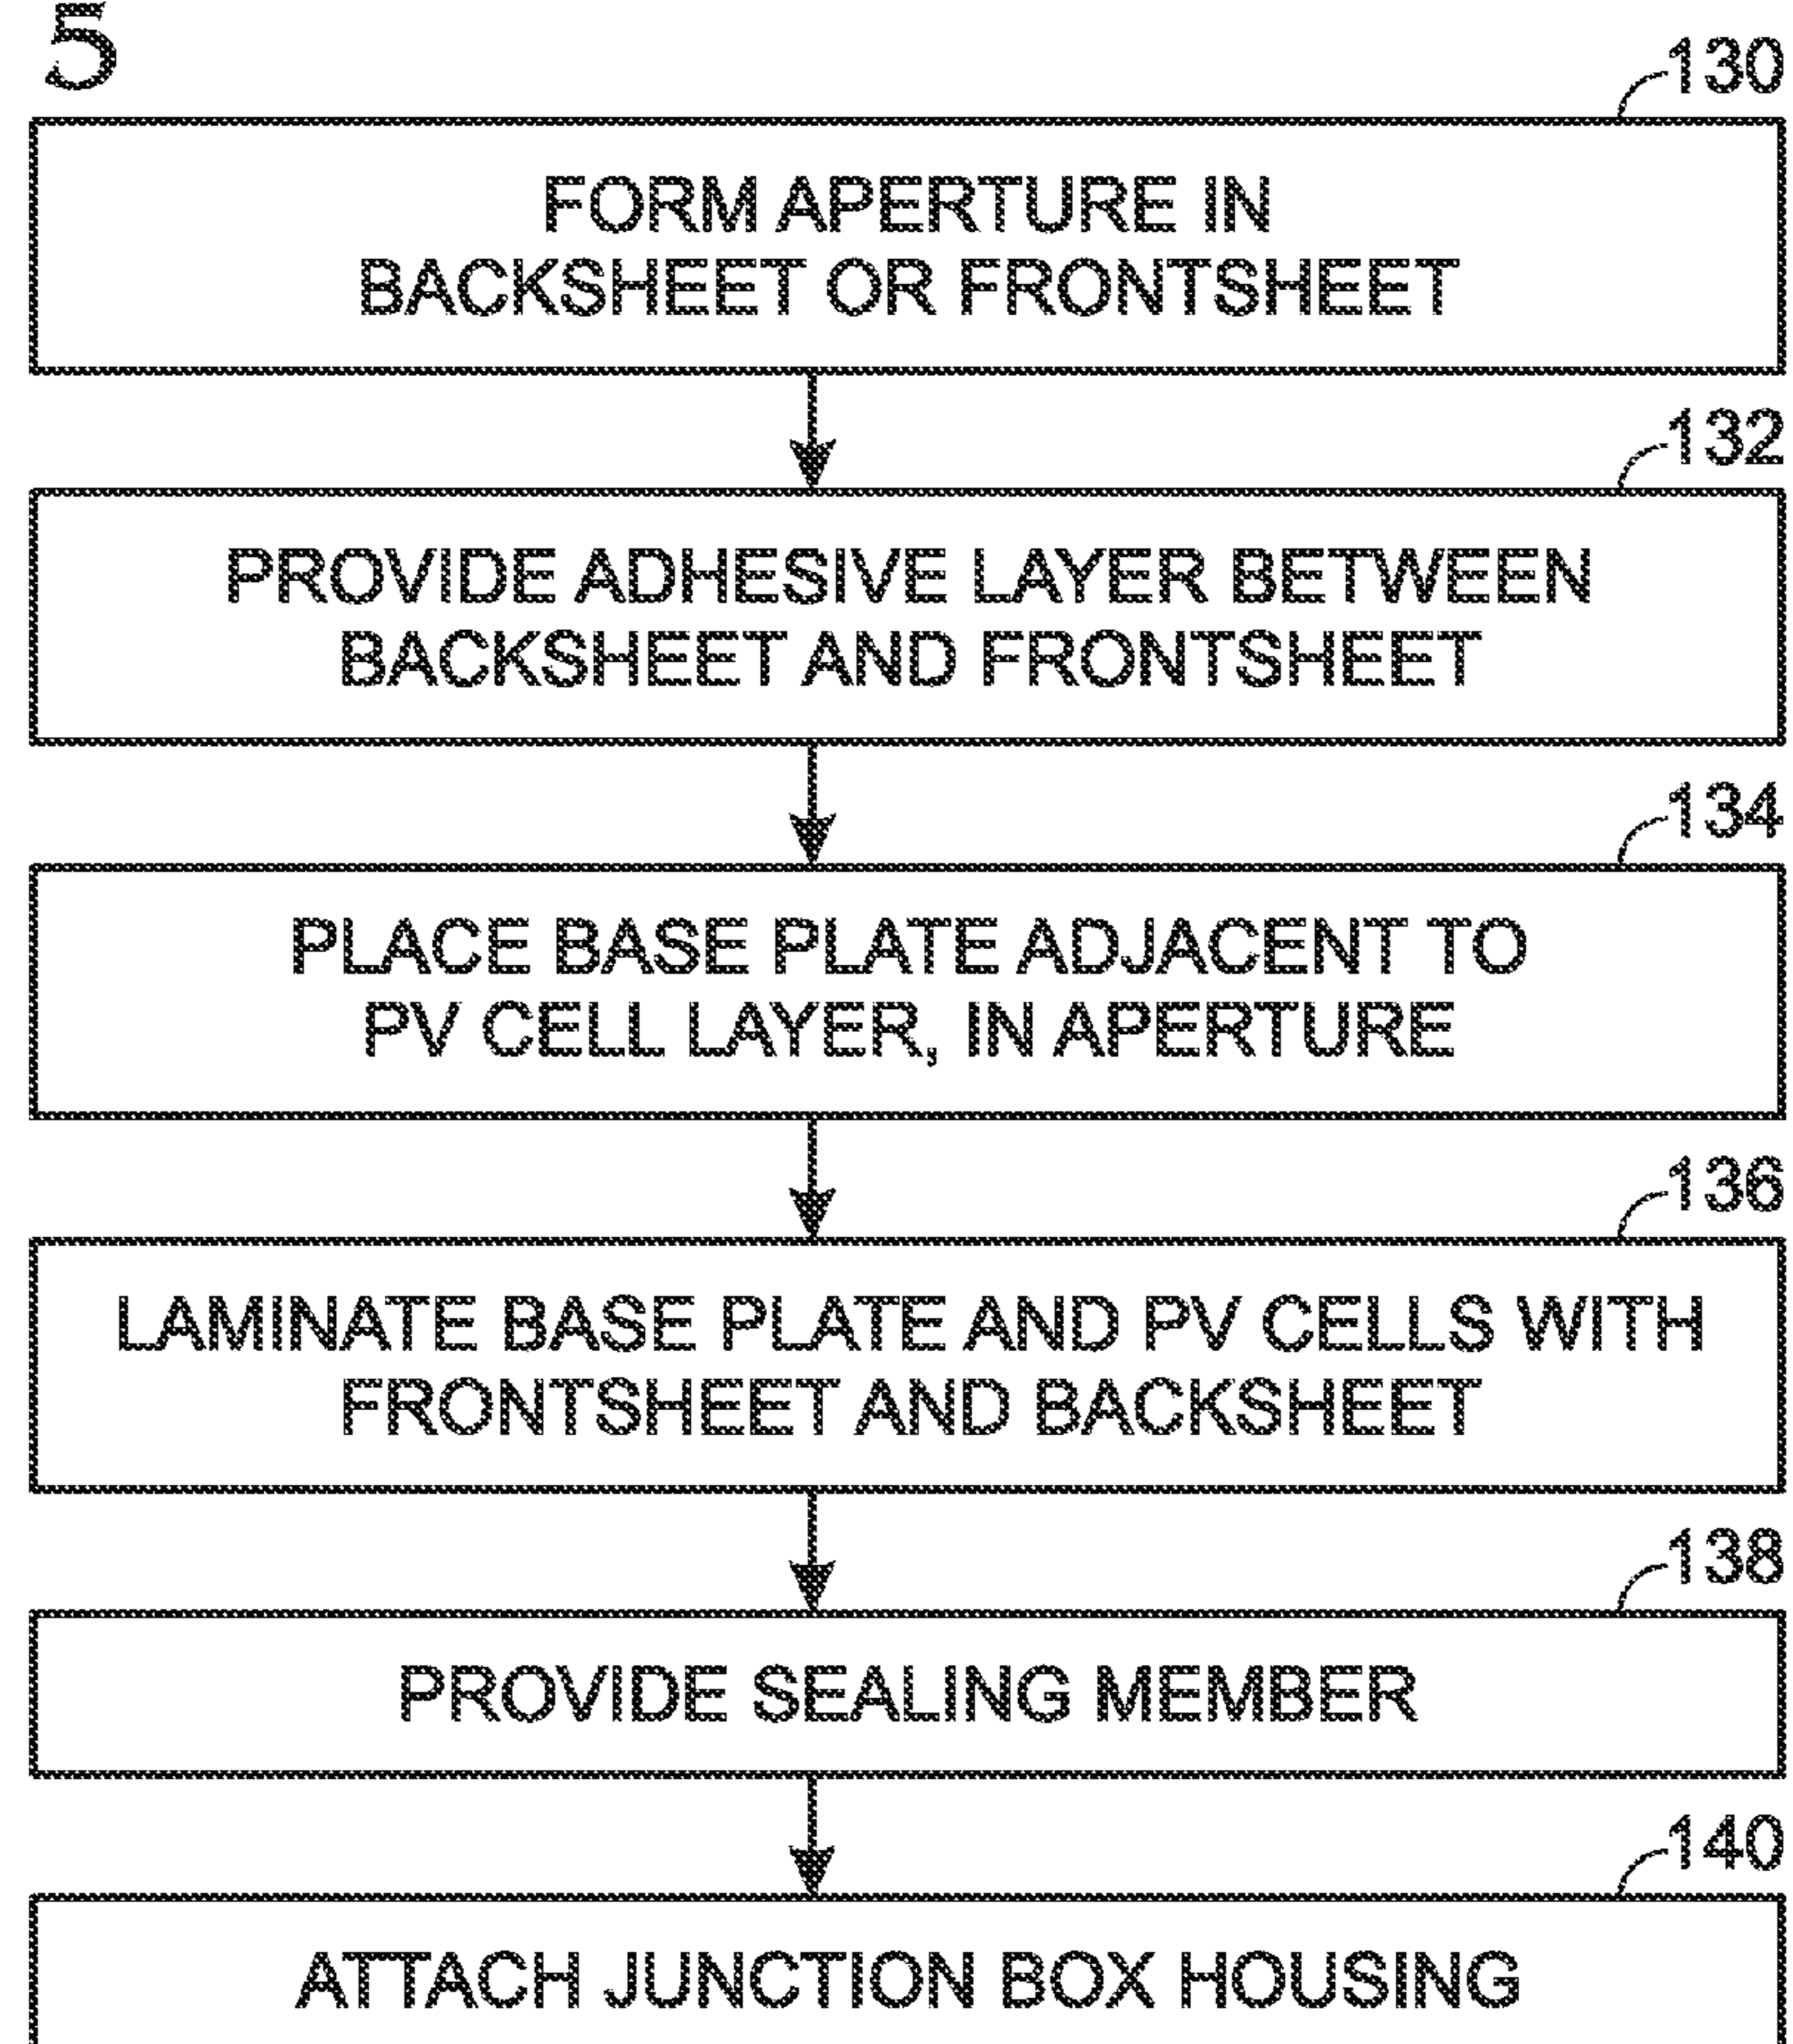 5
130
FORM APERTURE IN
BACKSHEET OR FRONTSHEET
132
PROVIDE ADHESIVE LAYER BETWEEN
BACKSHEET AND FRONTSHEET
134
PLACE BASE PLATE ADJACENT TO
PV CELL LAYER, IN APERTURE
136
LAMINATE BASE PLATE AND PV CELLS WITH
FRONTSHEET AND BACKSHEET
138
PROVIDE SEALING MEMBER
140
ATTACH JUNCTION BOX HOUSING